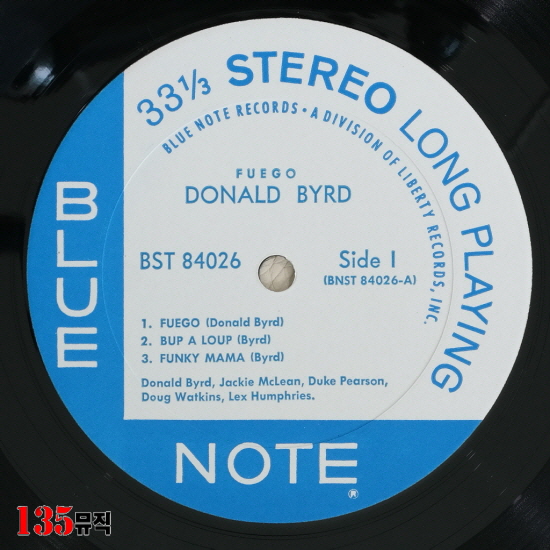 33⅓ STEREO LONG PLAYING
BLUE NOTE RECORDS • A DIVISION OF LIBERTY RECORDS, INC.
FUEGO
DONALD BYRD
BST 84026
Side 1
(BNST 84026-A)
1. FUEGO (Donald Byrd)
2. BUP A LOUP (Byrd)
3. FUNKY MAMA (Byrd)
Donald Byrd, Jackie McLean, Duke Pearson,
Doug Watkins, Lex Humphries.
BLUE
NOTE
®
135뮤직